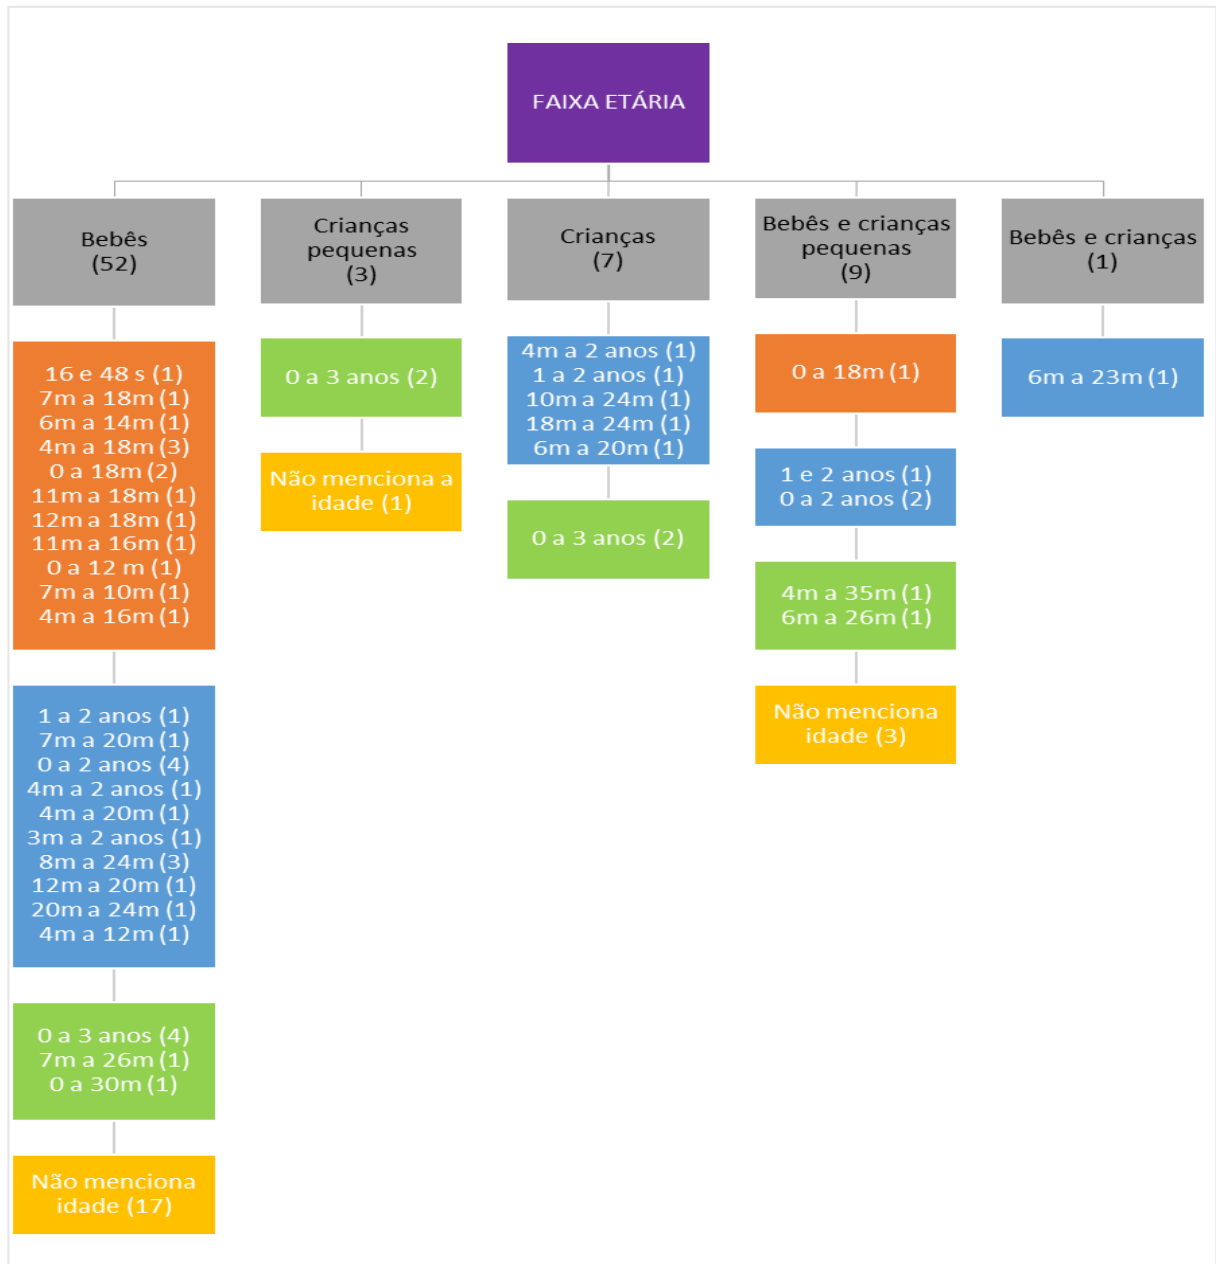 FAIXA ETÁRIA
Bebês
(52)
16 e 48 s (1)
7m a 18m (1)
6m a 14m (1)
4m a 18m (3)
0 a 18m (2)
11m a 18m (1)
12m a 18m (1)
11m a 16m (1)
0 a 12 m (1)
7m a 10m (1)
4m a 16m (1)
1 a 2 anos (1)
7m a 20m (1)
0 a 2 anos (4)
4m a 2 anos (1)
4m a 20m (1)
3m a 2 anos (1)
8m a 24m (3)
12m a 20m (1)
20m a 24m (1)
4m a 12m (1)
0 a 3 anos (4)
7m a 26m (1)
0 a 30m (1)
Não menciona
idade (17)
Crianças
pequenas
(3)
0 a 3 anos (2)
Não menciona a
idade (1)
Crianças
(7)
4m a 2 anos (1)
1 a 2 anos (1)
10m a 24m (1)
18m a 24m (1)
6m a 20m (1)
0 a 3 anos (2)
Bebês e crianças
pequenas
(9)
0 a 18m (1)
1 e 2 anos (1)
0 a 2 anos (2)
4m a 35m (1)
6m a 26m (1)
Não menciona
idade (3)
Bebês e crianças
(1)
6m a 23m (1)